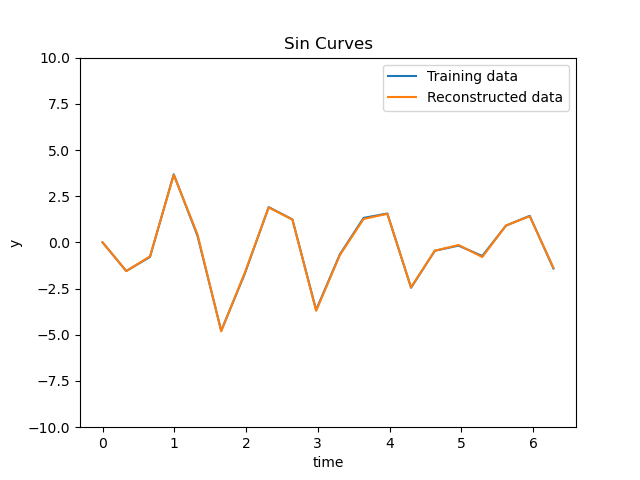 Sin Curves
Training data
Reconstructed data
10.0
7.5
5.0
2.5
0.0
−2.5
−5.0
−7.5
−10.0
y
0 1 2 3 4 5 6
time